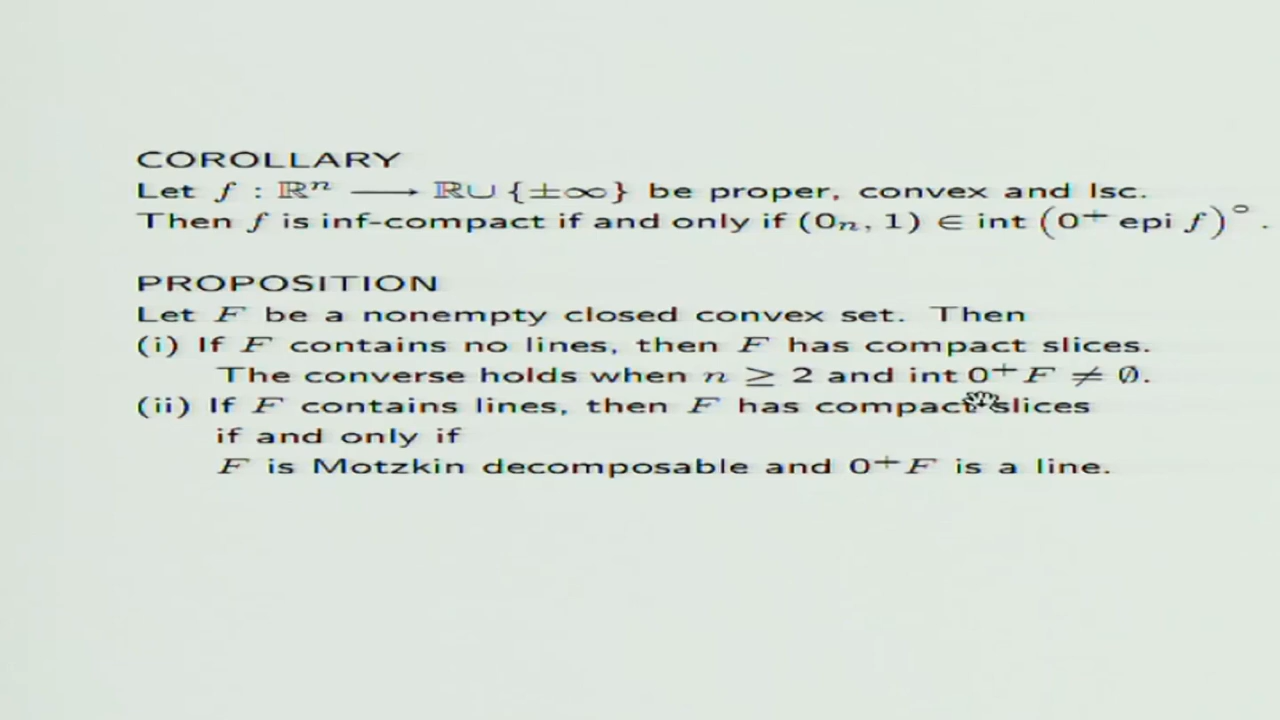 COROLLARY
Let f : ℝⁿ ⟶ ℝ∪{±∞} be proper, convex and lsc.
Then f is inf-compact if and only if (0ₙ, 1) ∈ int (0⁺ epi f)°.
PROPOSITION
Let F be a nonempty closed convex set. Then
(i) If F contains no lines, then F has compact slices.
The converse holds when n ≥ 2 and int 0⁺F ≠ ∅.
(ii) If F contains lines, then F has compact slices
if and only if
F is Motzkin decomposable and 0⁺F is a line.